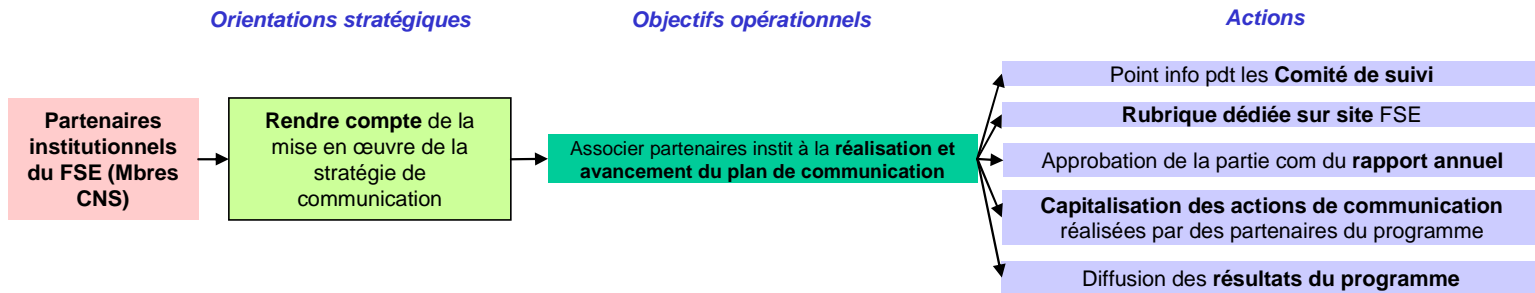 Orientations stratégiques
Objectifs opérationnels
Actions
Partenaires
institutionnels
du FSE (Mbres
CNS)
Rendre compte de la
mise en œuvre de la
stratégie de
communication
Associer partenaires instit à la réalisation et
avancement du plan de communication
Point info pdt les Comité de suivi
Rubrique dédiée sur site FSE
Approbation de la partie com du rapport annuel
Capitalisation des actions de communication
réalisées par des partenaires du programme
Diffusion des résultats du programme